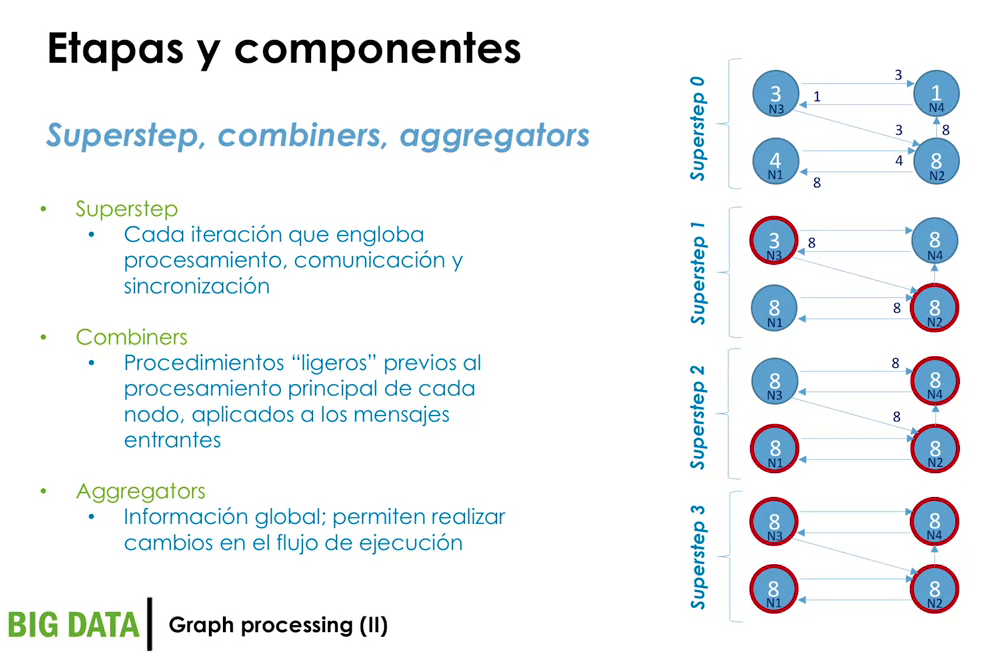 Etapas y componentes
Superstep, combiners, aggregators
• Superstep
• Cada iteración que engloba
procesamiento, comunicación y
sincronización
• Combiners
• Procedimientos “ligeros” previos al
procesamiento principal de cada
nodo, aplicados a los mensajes
entrantes
• Aggregators
• Información global; permiten realizar
cambios en el flujo de ejecución
Superstep 0
3
N3
3
1
1
N4
3
8
4
N1
4
8
N2
8
Superstep 1
3
N3
8
8
N4
8
N1
8
8
N2
Superstep 2
8
N3
8
8
N4
8
8
N1
8
N2
Superstep 3
8
N3
8
N4
8
N1
8
N2
BIG DATA
Graph processing (II)